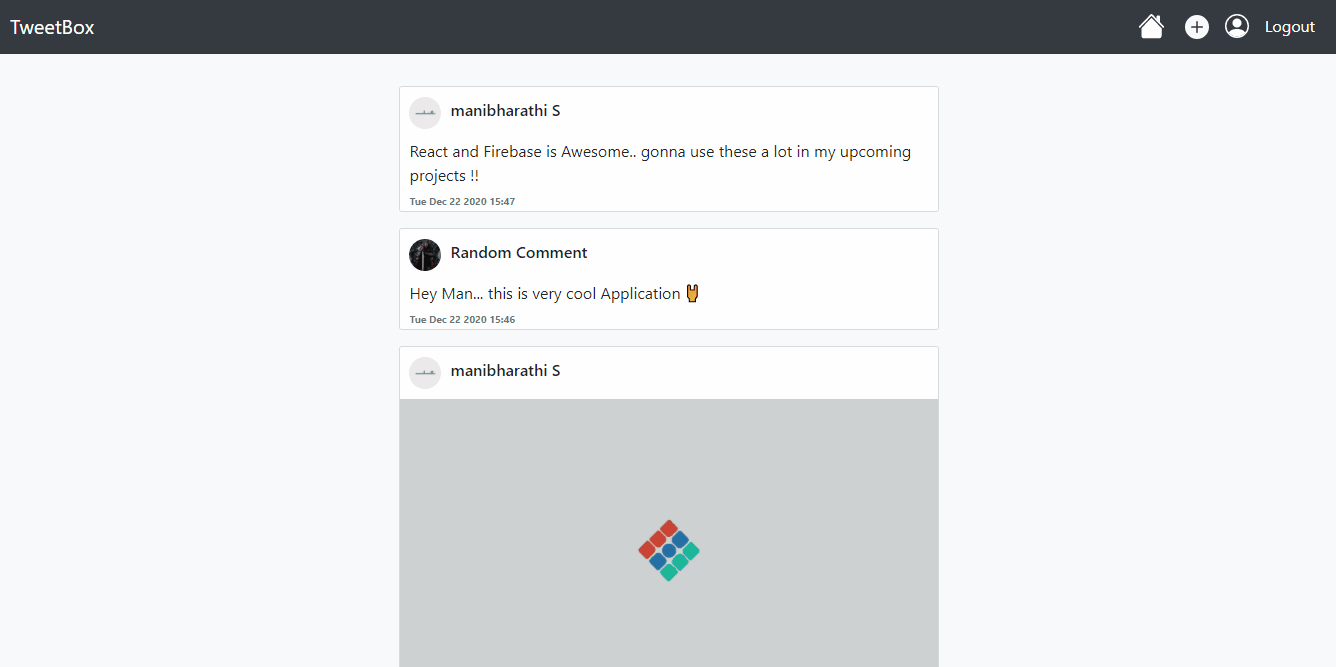 TweetBox
Logout
manibharathi S
React and Firebase is Awesome.. gonna use these a lot in my upcoming
projects !!
Tue Dec 22 2020 15:47
Random Comment
Hey Man... this is very cool Application 🤘
Tue Dec 22 2020 15:46
manibharathi S